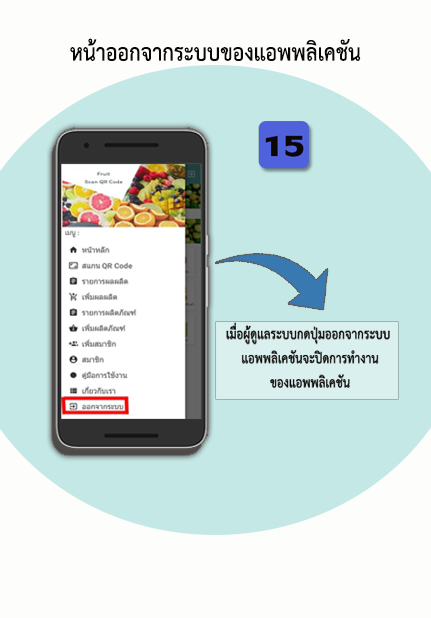 หน้าออกจากระบบของแอพพลิเคชัน
15
Fruit
Scan QR Code
เมนู :
หน้าหลัก
สแกน QR Code
รายการผลผลิต
เพิ่มผลผลิต
รายการผลิตภัณฑ์
เพิ่มผลิตภัณฑ์
เพิ่มสมาชิก
สมาชิก
คู่มือการใช้งาน
เกี่ยวกับเรา
ออกจากระบบ
เมื่อผู้ดูแลระบบกดปุ่มออกจากระบบ
แอพพลิเคชันจะปิดการทำงาน
ของแอพพลิเคชัน